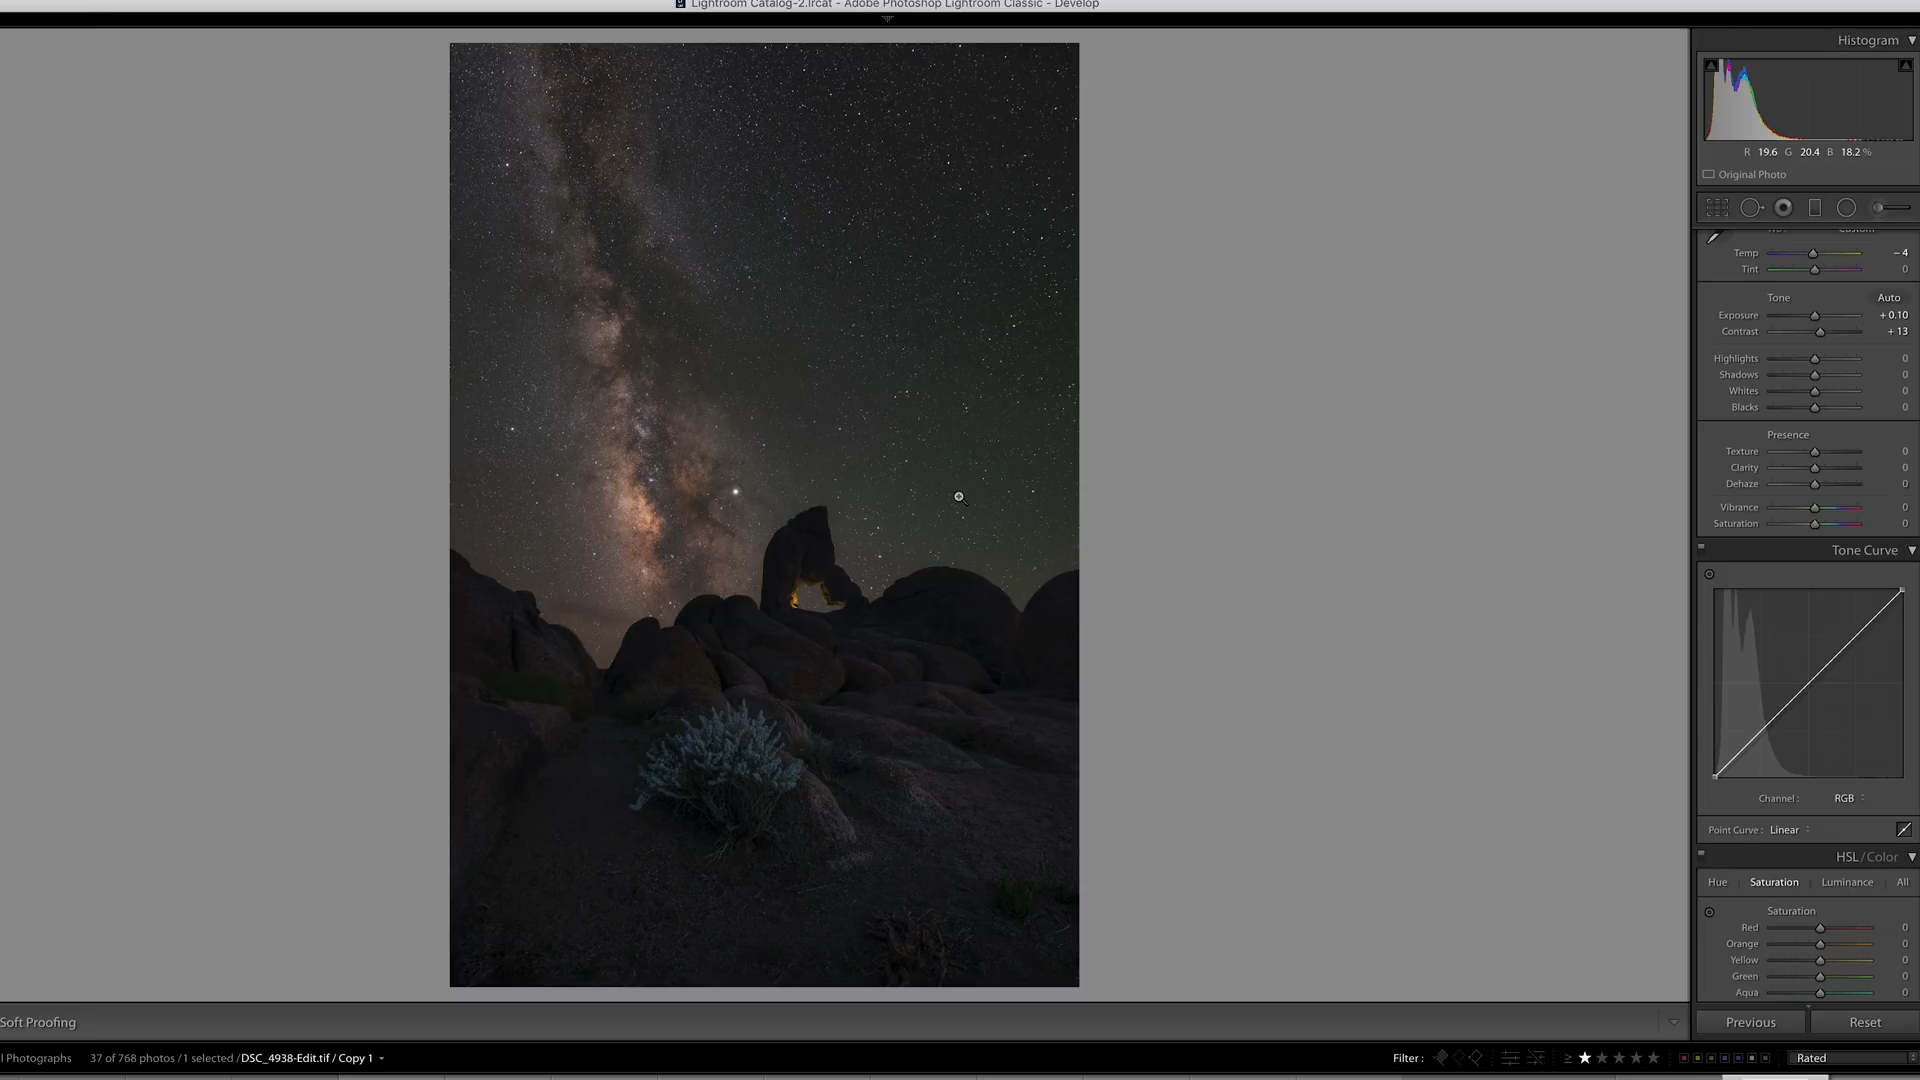 Lightroom Catalog-2.lrcat - Adobe Photoshop Lightroom Classic - Develop
Histogram
R 19.6 G 20.4 B 18.2 %
Original Photo
Custom
Temp - 4
Tint 0
Tone Auto
Exposure + 0.10
Contrast + 13
Highlights 0
Shadows 0
Whites 0
Blacks 0
Presence
Texture 0
Clarity 0
Dehaze 0
Vibrance 0
Saturation 0
Tone Curve
Channel : RGB
Point Curve : Linear
HSL / Color
Hue Saturation Luminance All
Saturation
Red 0
Orange 0
Yellow 0
Green 0
Aqua 0
Soft Proofing
Previous Reset
l Photographs 37 of 768 photos / 1 selected / DSC_4938-Edit.tif / Copy 1
Filter : ≥ Rated